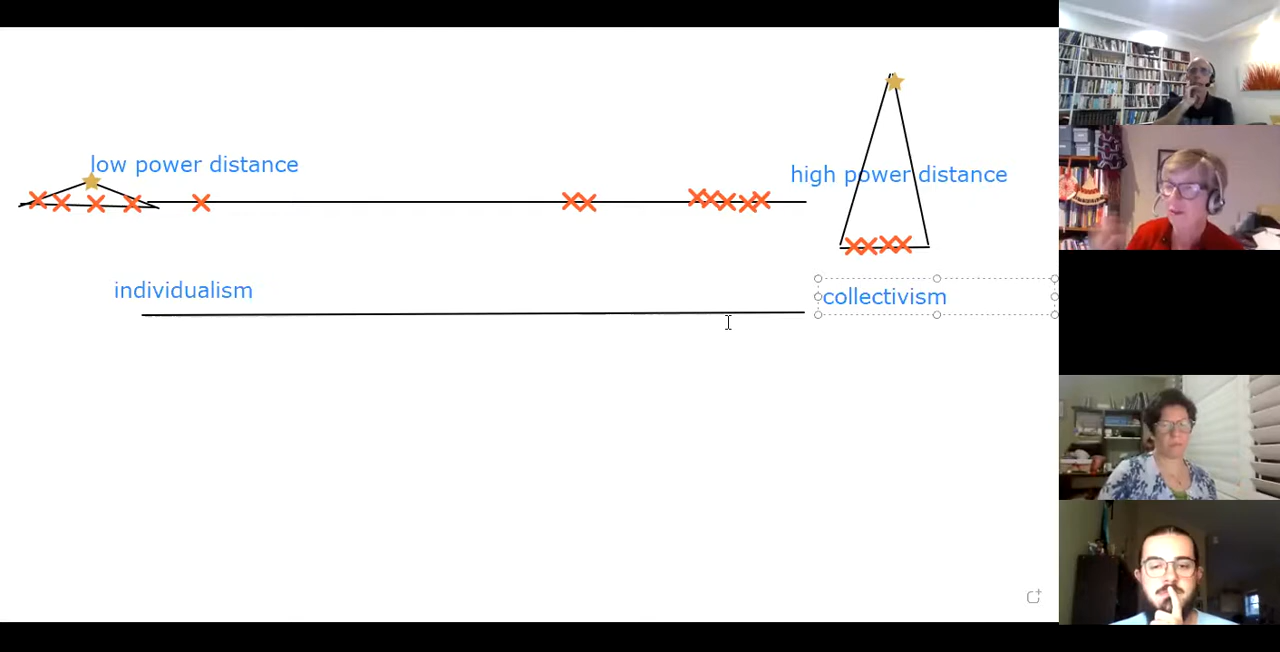 low power distance
high power distance
individualism
collectivism